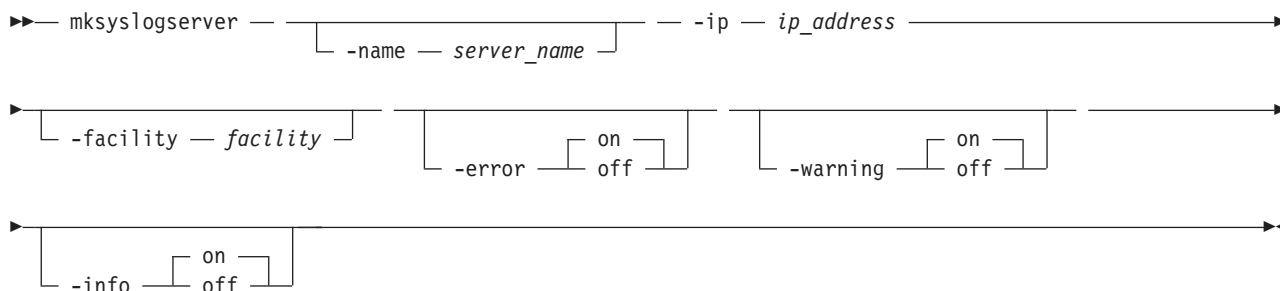 mksyslogserver -name server_name -ip ip_address
-facility facility -error on off -warning on off
-info on off